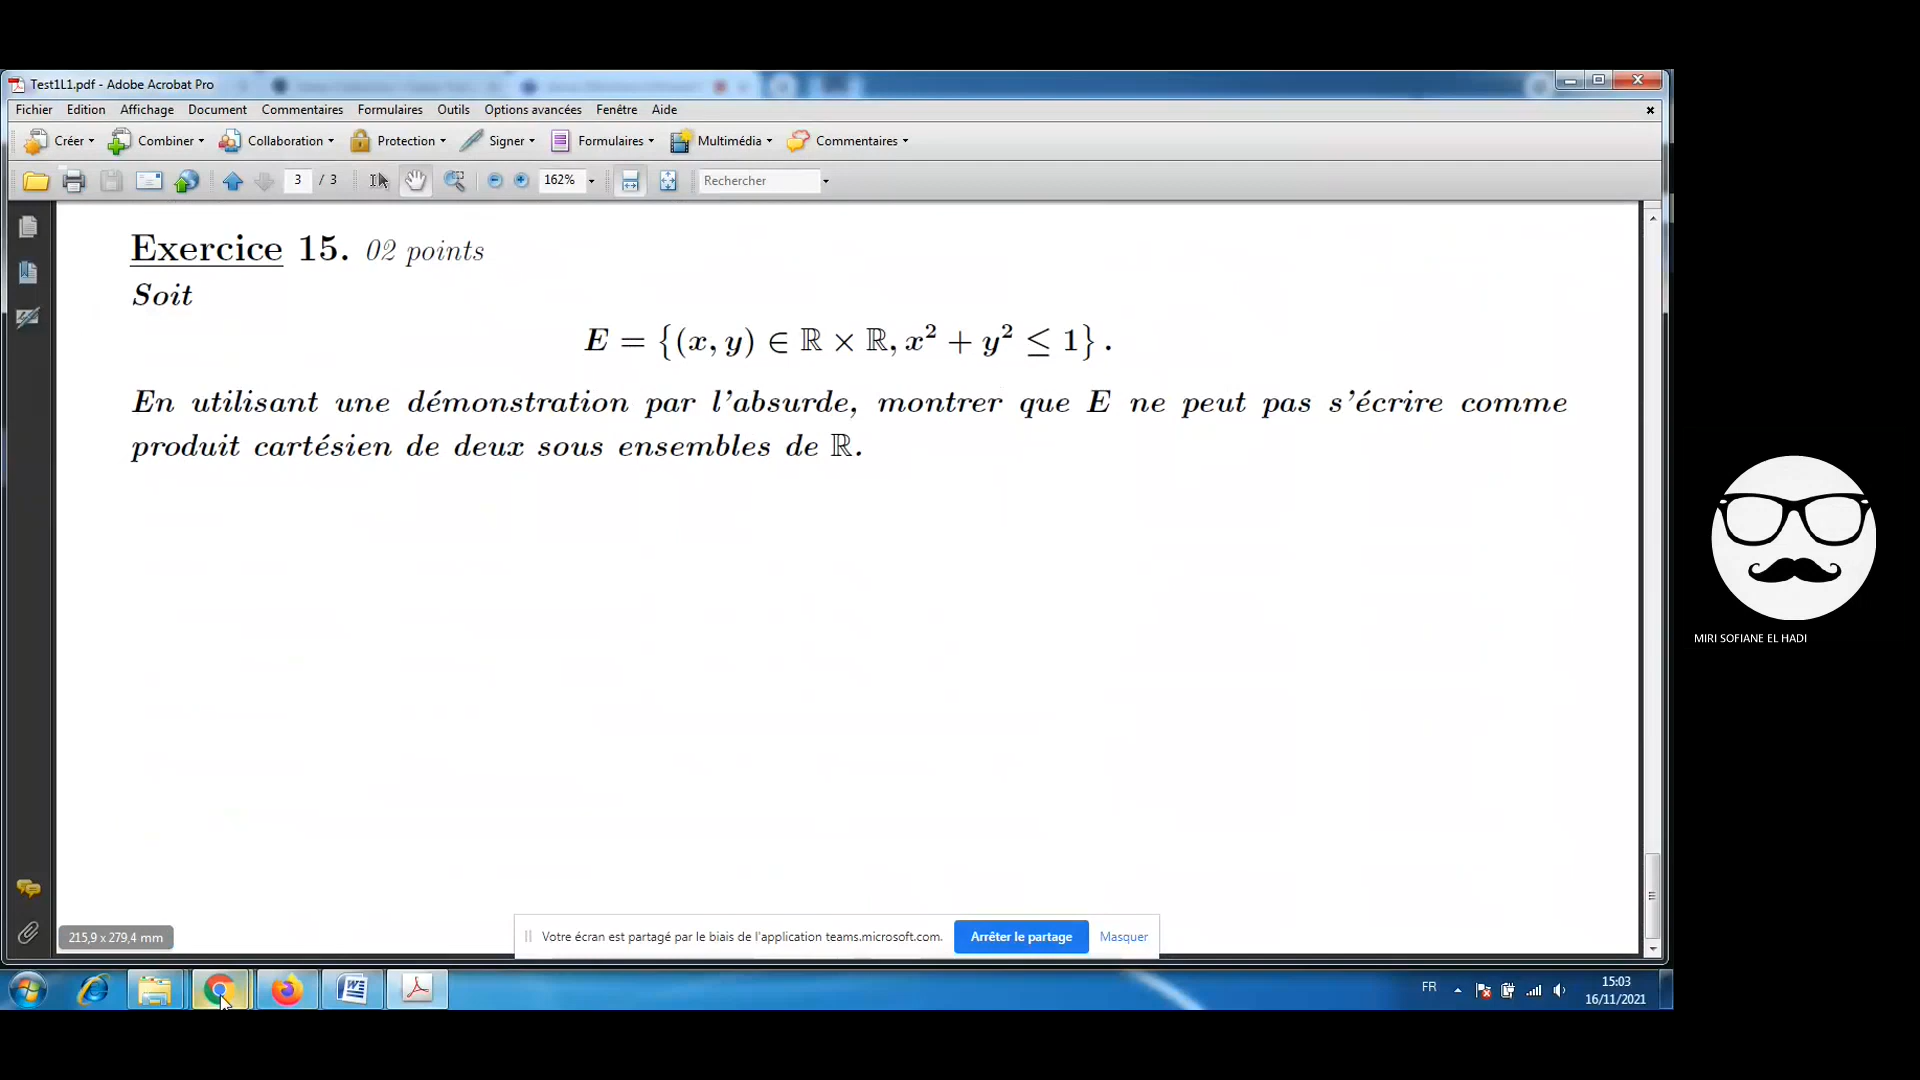 Test1L1.pdf - Adobe Acrobat Pro
Fichier Edition Affichage Document Commentaires Formulaires Outils Options avancées Fenêtre Aide
Créer Combiner Collaboration Protection Signer Formulaires Multimédia Commentaires
3 / 3 162% Rechercher
Exercice 15. 02 points
Soit
E = {(x, y) ∈ ℝ × ℝ, x² + y² ≤ 1} .
En utilisant une démonstration par l'absurde, montrer que E ne peut pas s'écrire comme
produit cartésien de deux sous ensembles de ℝ.
MIRI SOFIANE EL HADI
215,9 x 279,4 mm
Votre écran est partagé par le biais de l'application teams.microsoft.com. Arrêter le partage Masquer
FR 15:03
16/11/2021